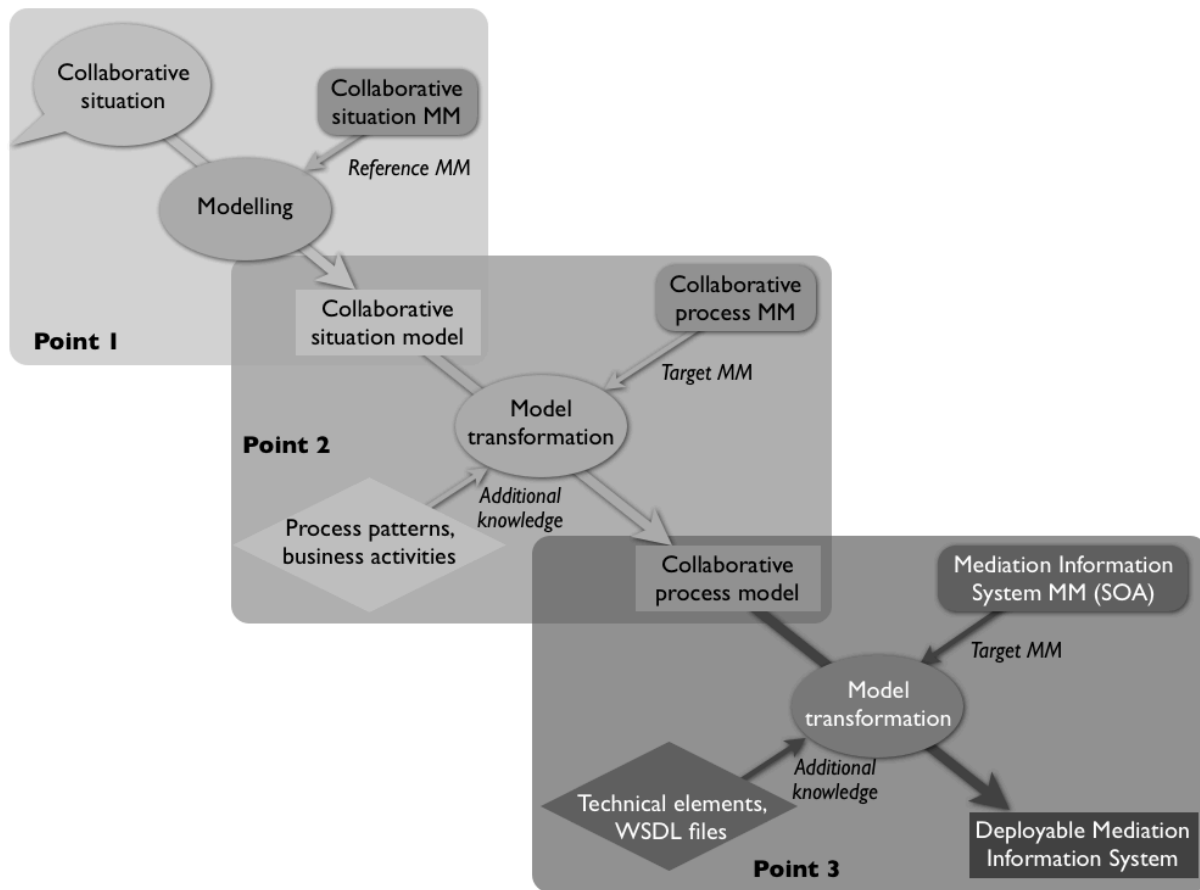 Collaborative
situation
Collaborative
situation MM
Reference MM
Modelling
Collaborative
situation model
Point 1
Collaborative
process MM
Target MM
Model
transformation
Point 2
Additional
knowledge
Process patterns,
business activities
Collaborative
process model
Mediation Information
System MM (SOA)
Target MM
Model
transformation
Additional
knowledge
Technical elements,
WSDL files
Deployable Mediation
Information System
Point 3